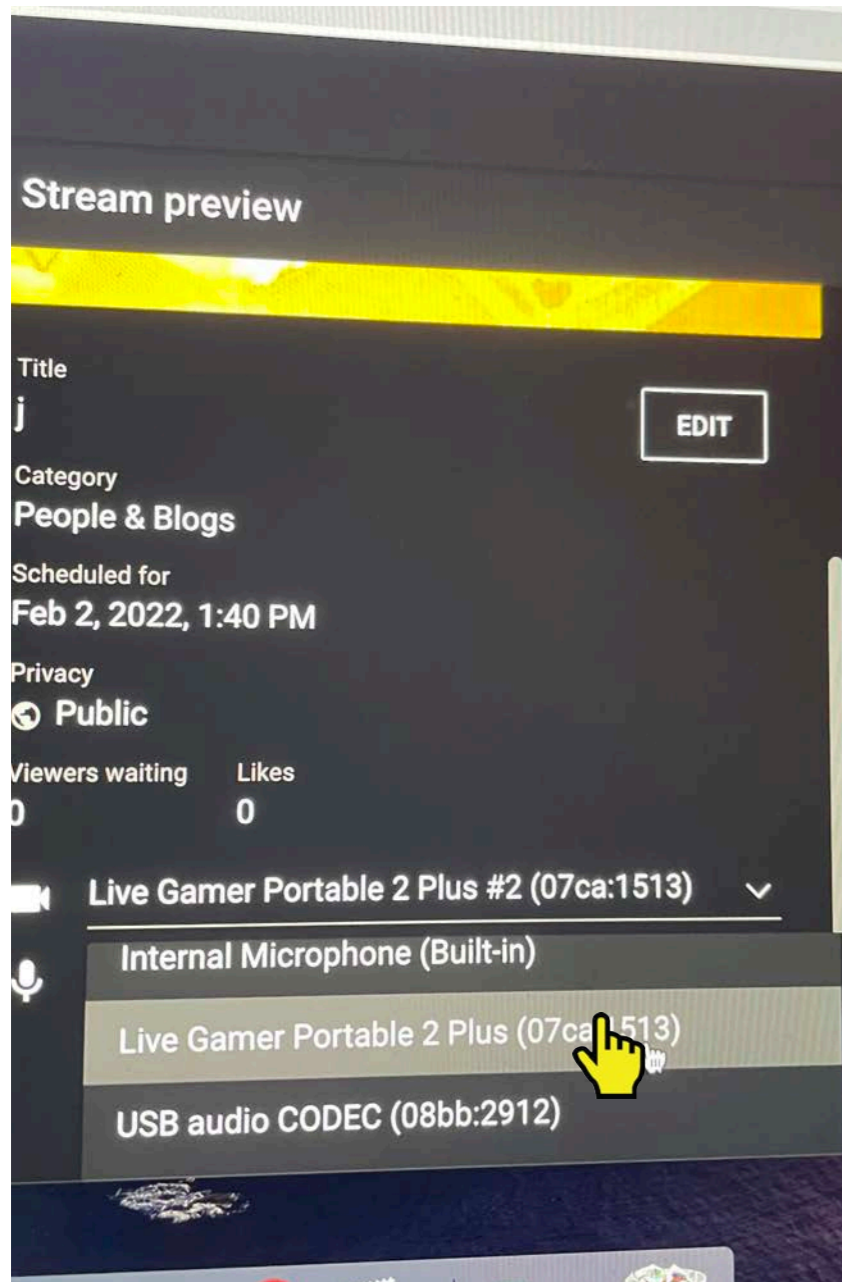 Stream preview
Title
j
EDIT
Category
People & Blogs
Scheduled for
Feb 2, 2022, 1:40 PM
Privacy
Public
Viewers waiting Likes
0 0
Live Gamer Portable 2 Plus #2 (07ca:1513)
Internal Microphone (Built-in)
Live Gamer Portable 2 Plus (07ca 513)
USB audio CODEC (08bb:2912)